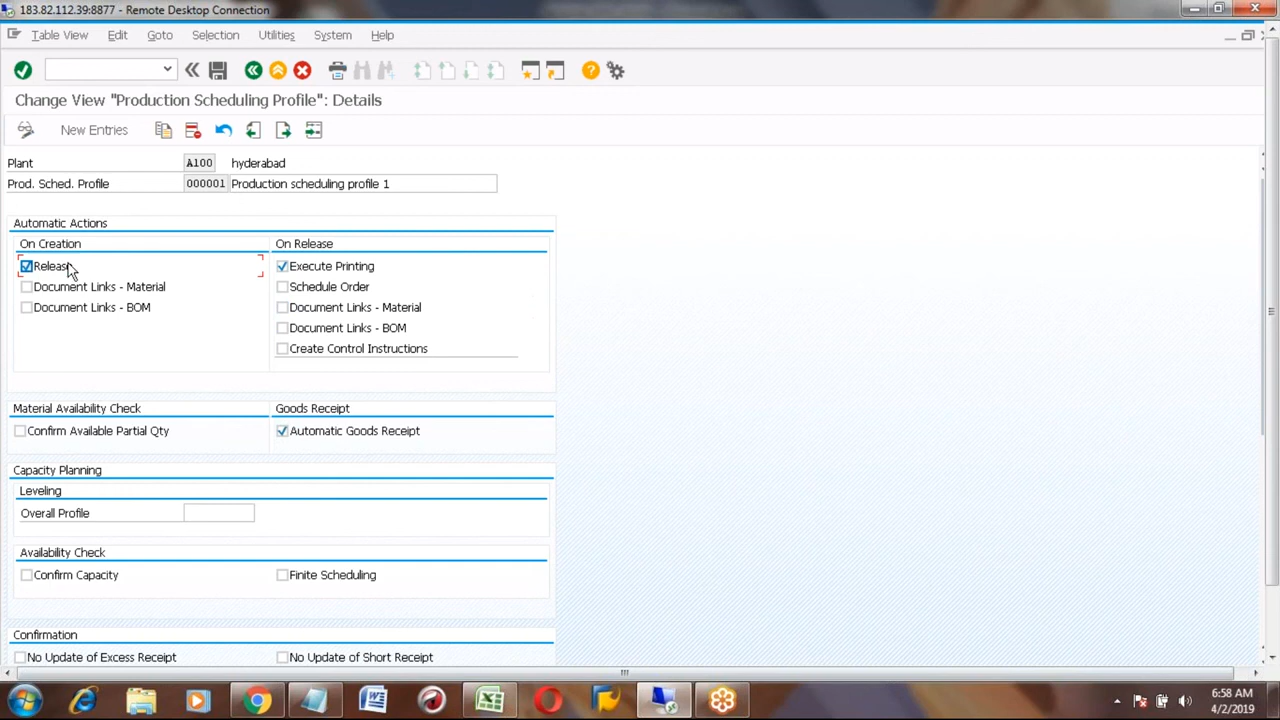 183.82.112.39:8877 - Remote Desktop Connection
Table View Edit Goto Selection Utilities System Help
Change View "Production Scheduling Profile": Details
New Entries
Plant A100 hyderabad
Prod. Sched. Profile 000001 Production scheduling profile 1
Automatic Actions
On Creation On Release
Release Execute Printing
Document Links - Material Schedule Order
Document Links - BOM Document Links - Material
Document Links - BOM
Create Control Instructions
Material Availability Check Goods Receipt
Confirm Available Partial Qty Automatic Goods Receipt
Capacity Planning
Leveling
Overall Profile
Availability Check
Confirm Capacity Finite Scheduling
Confirmation
No Update of Excess Receipt No Update of Short Receipt
6:58 AM
4/2/2019